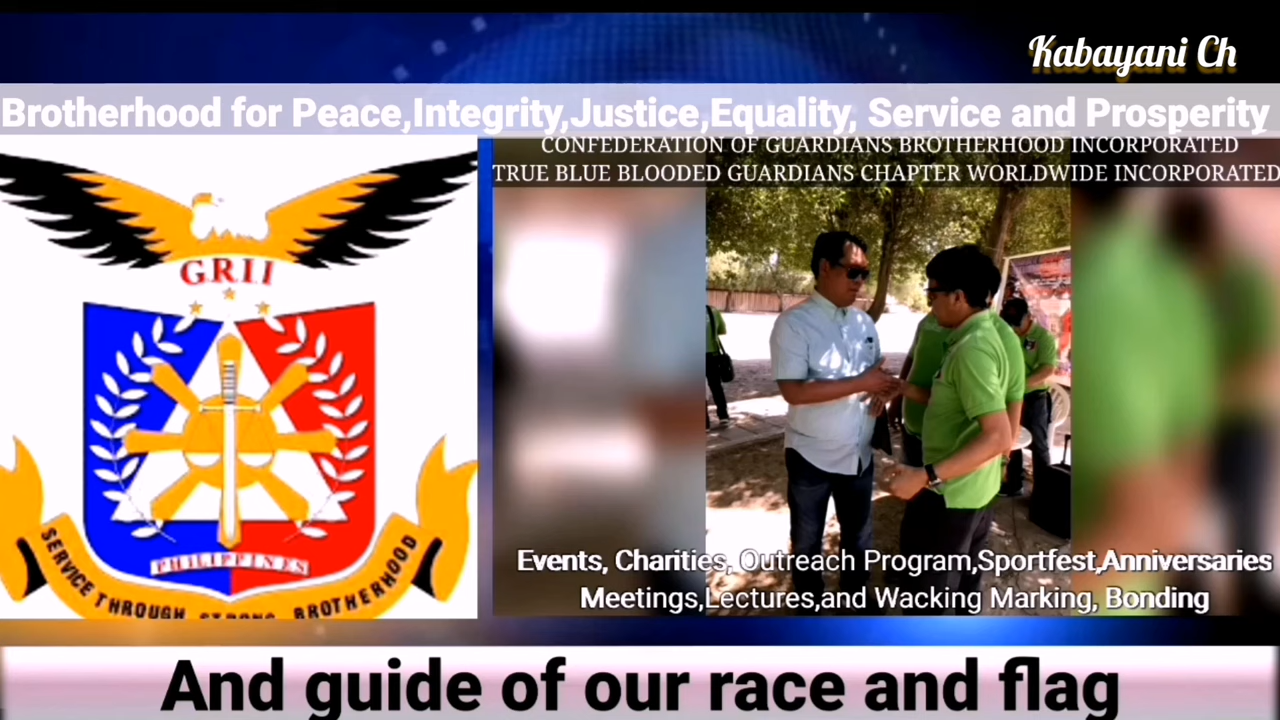 Kabayani Ch
Brotherhood for Peace,Integrity,Justice,Equality, Service and Prosperity
CONFEDERATION OF GUARDIANS BROTHERHOOD INCORPORATED
TRUE BLUE BLOODED GUARDIANS CHAPTER WORLDWIDE INCORPORATED
GRII
PHILIPPINES
SERVICE THROUGH STRONG BROTHERHOOD
Events, Charities, Outreach Program,Sportfest,Anniversaries
Meetings,Lectures,and Wacking Marking, Bonding
And guide of our race and flag